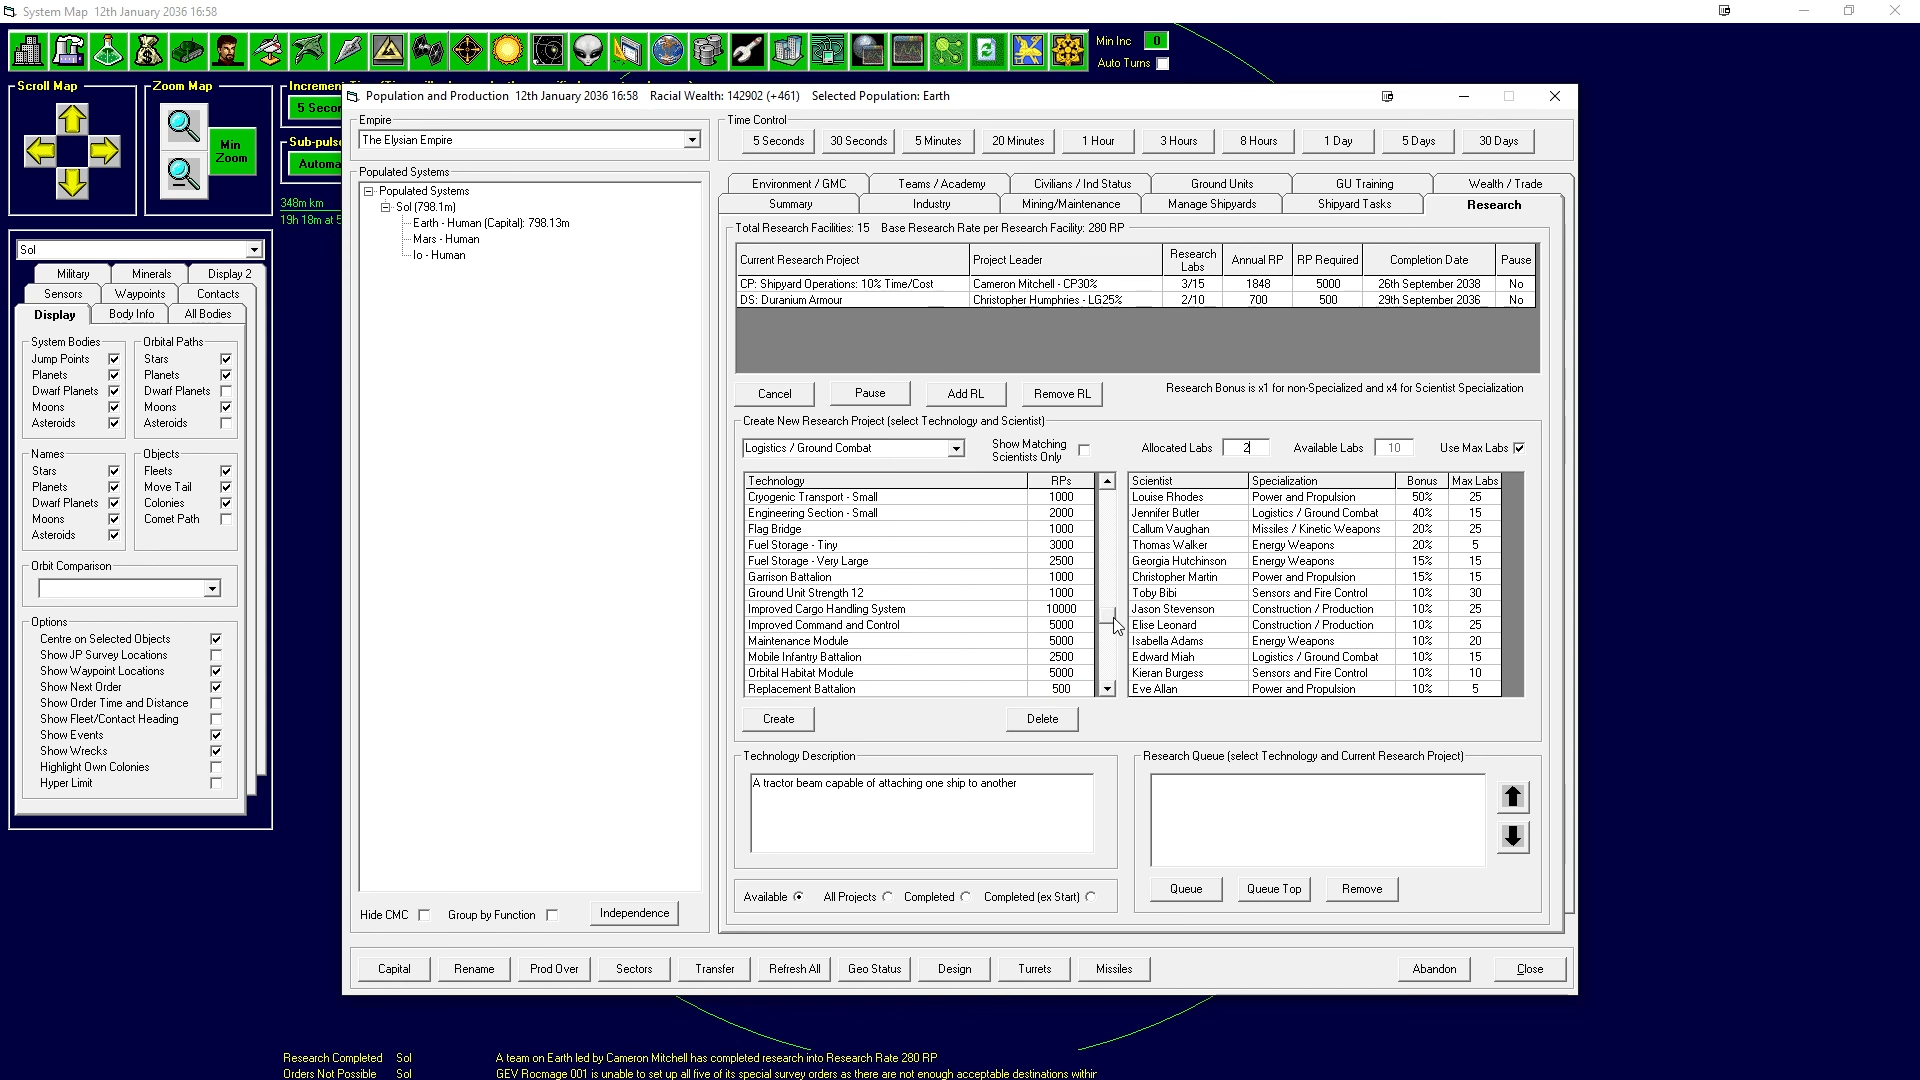 System Map   12th January 2036 16:58
Min Inc   0
Auto Turns
Scroll Map
Zoom Map
Min Zoom
Increment
5 Secon
Sub-pulse
Automa
348m km
19h 18m at 5
Sol
Military   Minerals   Display 2
Sensors   Waypoints   Contacts
Display   Body Info   All Bodies
System Bodies   Orbital Paths
Jump Points   Stars
Planets   Planets
Dwarf Planets   Dwarf Planets
Moons   Moons
Asteroids   Asteroids
Names   Objects
Stars   Fleets
Planets   Move Tail
Dwarf Planets   Colonies
Moons   Comet Path
Asteroids
Orbit Comparison
Options
Centre on Selected Objects
Show JP Survey Locations
Show Waypoint Locations
Show Next Order
Show Order Time and Distance
Show Fleet/Contact Heading
Show Events
Show Wrecks
Highlight Own Colonies
Hyper Limit
Population and Production   12th January 2036 16:58   Racial Wealth: 142902 (+461)   Selected Population: Earth
Empire
The Elysian Empire
Populated Systems
Populated Systems
Sol (798.1m)
Earth - Human (Capital): 798.13m
Mars - Human
Io - Human
Hide CMC   Group by Function   Independence
Time Control
5 Seconds   30 Seconds   5 Minutes   20 Minutes   1 Hour   3 Hours   8 Hours   1 Day   5 Days   30 Days
Environment / GMC   Teams / Academy   Civilians / Ind Status   Ground Units   GU Training   Wealth / Trade
Summary   Industry   Mining/Maintenance   Manage Shipyards   Shipyard Tasks   Research
Total Research Facilities: 15   Base Research Rate per Research Facility: 280 RP
Current Research Project   Project Leader   Research Labs   Annual RP   RP Required   Completion Date   Pause
CP: Shipyard Operations: 10% Time/Cost   Cameron Mitchell - CP30%   3/15   1848   5000   26th September 2038   No
DS: Duranium Armour   Christopher Humphries - LG25%   2/10   700   500   29th September 2036   No
Cancel   Pause   Add RL   Remove RL   Research Bonus is x1 for non-Specialized and x4 for Scientist Specialization
Create New Research Project (select Technology and Scientist)
Logistics / Ground Combat   Show Matching Scientists Only   Allocated Labs   2   Available Labs   10   Use Max Labs
Technology   RPs   Scientist   Specialization   Bonus   Max Labs
Cryogenic Transport - Small   1000   Louise Rhodes   Power and Propulsion   50%   25
Engineering Section - Small   2000   Jennifer Butler   Logistics / Ground Combat   40%   15
Flag Bridge   1000   Callum Vaughan   Missiles / Kinetic Weapons   20%   25
Fuel Storage - Tiny   3000   Thomas Walker   Energy Weapons   20%   5
Fuel Storage - Very Large   2500   Georgia Hutchinson   Energy Weapons   15%   15
Garrison Battalion   1000   Christopher Martin   Power and Propulsion   15%   15
Ground Unit Strength 12   1000   Toby Bibi   Sensors and Fire Control   10%   30
Improved Cargo Handling System   10000   Jason Stevenson   Construction / Production   10%   25
Improved Command and Control   5000   Elise Leonard   Construction / Production   10%   25
Maintenance Module   5000   Isabella Adams   Energy Weapons   10%   20
Mobile Infantry Battalion   2500   Edward Miah   Logistics / Ground Combat   10%   15
Orbital Habitat Module   5000   Kieran Burgess   Sensors and Fire Control   10%   10
Replacement Battalion   500   Eve Allan   Power and Propulsion   10%   5
Create   Delete
Technology Description
A tractor beam capable of attaching one ship to another
Research Queue (select Technology and Current Research Project)
Available   All Projects   Completed   Completed (ex Start)
Queue   Queue Top   Remove
Capital   Rename   Prod Over   Sectors   Transfer   Refresh All   Geo Status   Design   Turrets   Missiles   Abandon   Close
Research Completed   Sol   A team on Earth led by Cameron Mitchell has completed research into Research Rate 280 RP
Orders Not Possible   Sol   GEV Rocmage 001 is unable to set up all five of its special survey orders as there are not enough acceptable destinations within